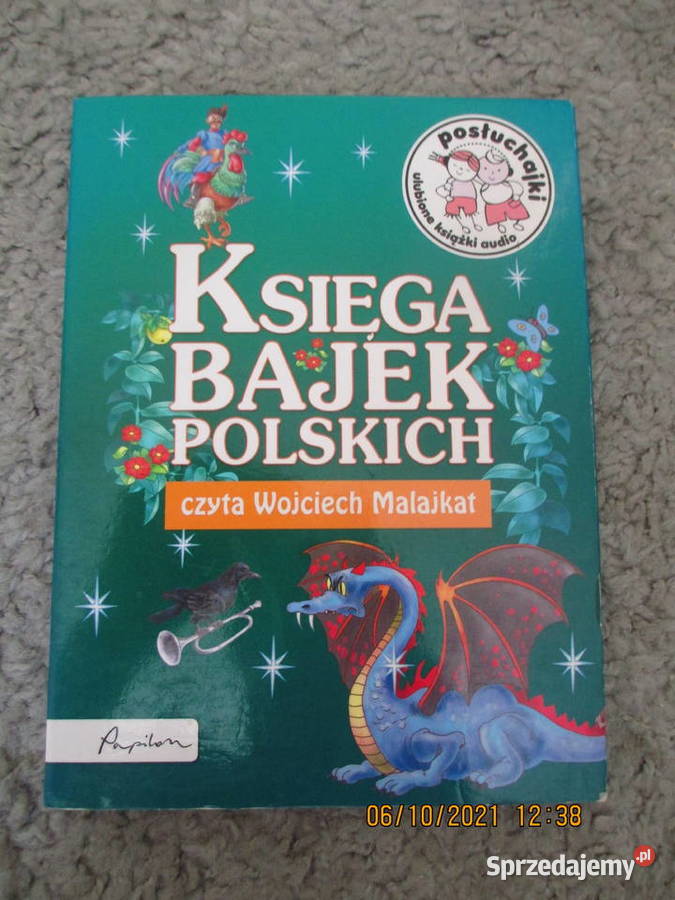 posłuchajki
ulubione książki audio
KSIĘGA
BAJEK
POLSKICH
czyta Wojciech Malajkat
Papilon
06/10/2021 12:38
Sprzedajemy.pl